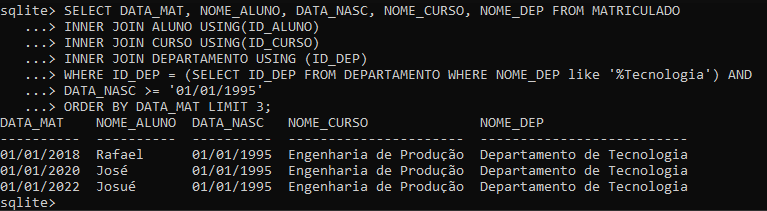 sqlite> SELECT DATA_MAT, NOME_ALUNO, DATA_NASC, NOME_CURSO, NOME_DEP FROM MATRICULADO
   ...> INNER JOIN ALUNO USING(ID_ALUNO)
   ...> INNER JOIN CURSO USING(ID_CURSO)
   ...> INNER JOIN DEPARTAMENTO USING (ID_DEP)
   ...> WHERE ID_DEP = (SELECT ID_DEP FROM DEPARTAMENTO WHERE NOME_DEP like '%Tecnologia') AND
   ...> DATA_NASC >= '01/01/1995'
   ...> ORDER BY DATA_MAT LIMIT 3;
DATA_MAT    NOME_ALUNO  DATA_NASC   NOME_CURSO              NOME_DEP
----------  ----------  ----------  ----------------------  --------------------------
01/01/2018  Rafael      01/01/1995  Engenharia de Produção  Departamento de Tecnologia
01/01/2020  José        01/01/1995  Engenharia de Produção  Departamento de Tecnologia
01/01/2022  Josué       01/01/1995  Engenharia de Produção  Departamento de Tecnologia
sqlite>